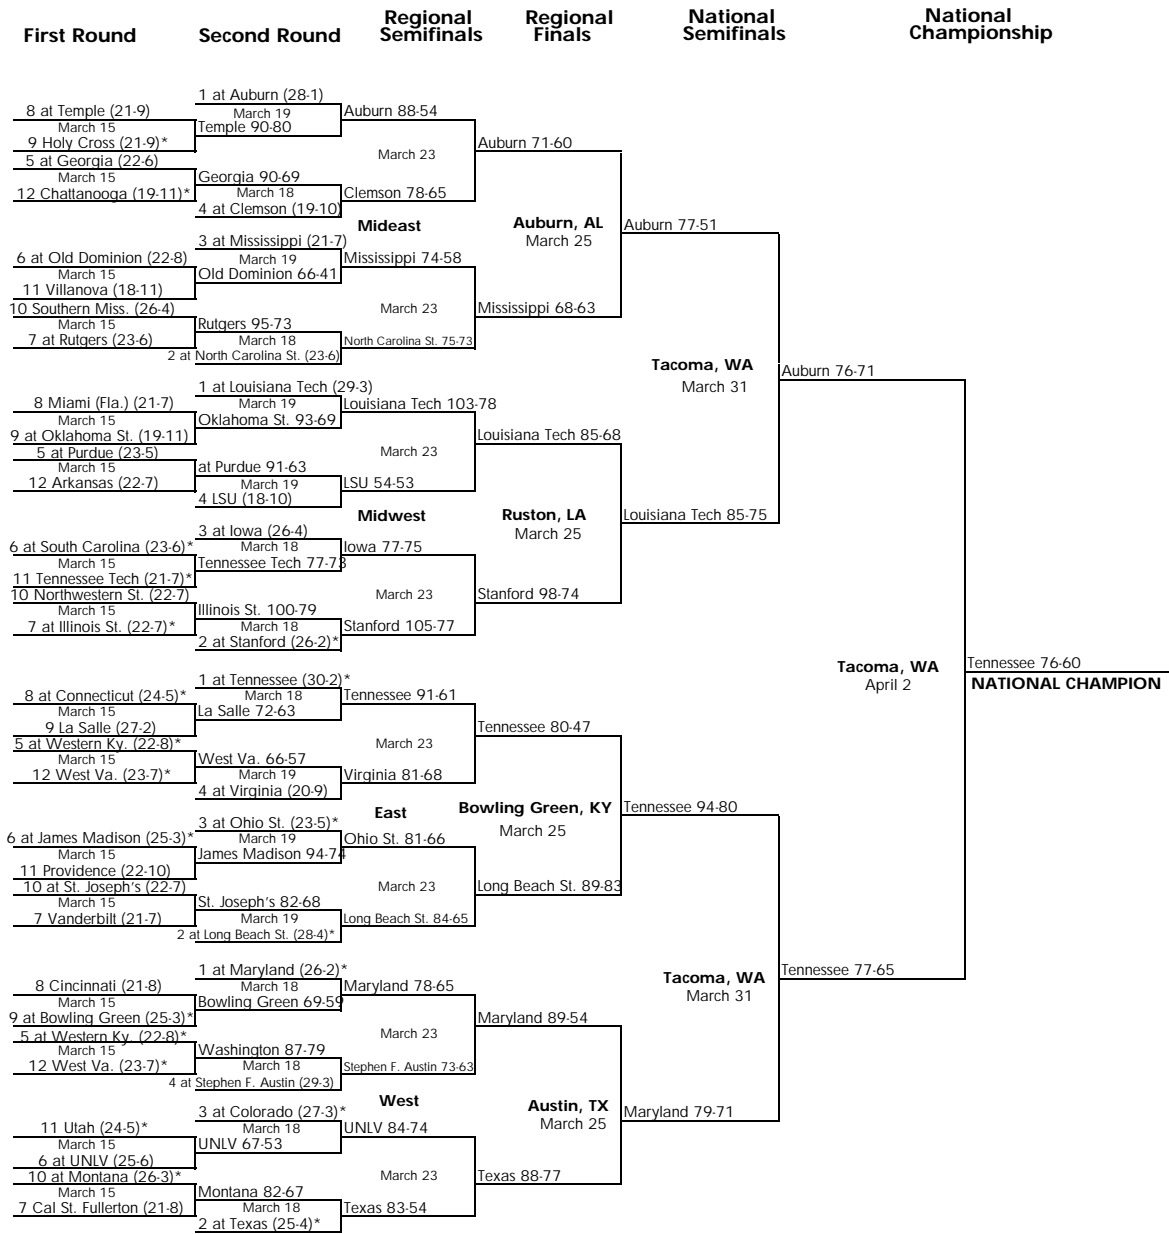 First Round
Second Round
Regional
Semifinals
Regional
Finals
National
Semifinals
National
Championship
1 at Auburn (28-1)
8 at Temple (21-9)
March 19
Auburn 88-54
March 15
Temple 90-80
9 Holy Cross (21-9)*
March 23
Auburn 71-60
5 at Georgia (22-6)
March 15
Georgia 90-69
12 Chattanooga (19-11)*
March 18
Clemson 78-65
4 at Clemson (19-10)
Mideast
Auburn, AL
March 25
Auburn 77-51
3 at Mississippi (21-7)
6 at Old Dominion (22-8)
March 19
Mississippi 74-58
March 15
Old Dominion 66-41
11 Villanova (18-11)
10 Southern Miss. (26-4)
March 23
Mississippi 68-63
March 15
Rutgers 95-73
7 at Rutgers (23-6)
March 18
North Carolina St. 75-73
2 at North Carolina St. (23-6)
Tacoma, WA
March 31
Auburn 76-71
1 at Louisiana Tech (29-3)
8 Miami (Fla.) (21-7)
March 19
Louisiana Tech 103-78
March 15
Oklahoma St. 93-69
9 at Oklahoma St. (19-11)
Louisiana Tech 85-68
5 at Purdue (23-5)
March 23
March 15
at Purdue 91-63
12 Arkansas (22-7)
March 19
LSU 54-53
4 LSU (18-10)
Midwest
Ruston, LA
March 25
Louisiana Tech 85-75
3 at Iowa (26-4)
6 at South Carolina (23-6)*
March 18
Iowa 77-75
March 15
Tennessee Tech 77-73
11 Tennessee Tech (21-7)*
10 Northwestern St. (22-7)
March 23
Stanford 98-74
March 15
Illinois St. 100-79
7 at Illinois St. (22-7)*
March 18
Stanford 105-77
2 at Stanford (26-2)*
Tacoma, WA
April 2
Tennessee 76-60
NATIONAL CHAMPION
1 at Tennessee (30-2)*
8 at Connecticut (24-5)*
March 18
Tennessee 91-61
March 15
La Salle 72-63
9 La Salle (27-2)
Tennessee 80-47
5 at Western Ky. (22-8)*
March 23
March 15
West Va. 66-57
12 West Va. (23-7)*
March 19
Virginia 81-68
4 at Virginia (20-9)
East
Bowling Green, KY
March 25
Tennessee 94-80
3 at Ohio St. (23-5)*
6 at James Madison (25-3)*
March 19
Ohio St. 81-66
March 15
James Madison 94-74
11 Providence (22-10)
10 at St. Joseph's (22-7)
March 23
Long Beach St. 89-83
March 15
St. Joseph's 82-68
7 Vanderbilt (21-7)
March 19
Long Beach St. 84-65
2 at Long Beach St. (28-4)*
Tacoma, WA
March 31
Tennessee 77-65
1 at Maryland (26-2)*
8 Cincinnati (21-8)
March 18
Maryland 78-65
March 15
Bowling Green 69-59
9 at Bowling Green (25-3)*
Maryland 89-54
5 at Western Ky. (22-8)*
March 23
March 15
Washington 87-79
12 West Va. (23-7)*
March 18
Stephen F. Austin 73-63
4 at Stephen F. Austin (29-3)
West
Austin, TX
March 25
Maryland 79-71
3 at Colorado (27-3)*
11 Utah (24-5)*
March 18
UNLV 84-74
March 15
UNLV 67-53
6 at UNLV (25-6)
10 at Montana (26-3)*
March 23
Texas 88-77
March 15
Montana 82-67
7 Cal St. Fullerton (21-8)
March 18
Texas 83-54
2 at Texas (25-4)*